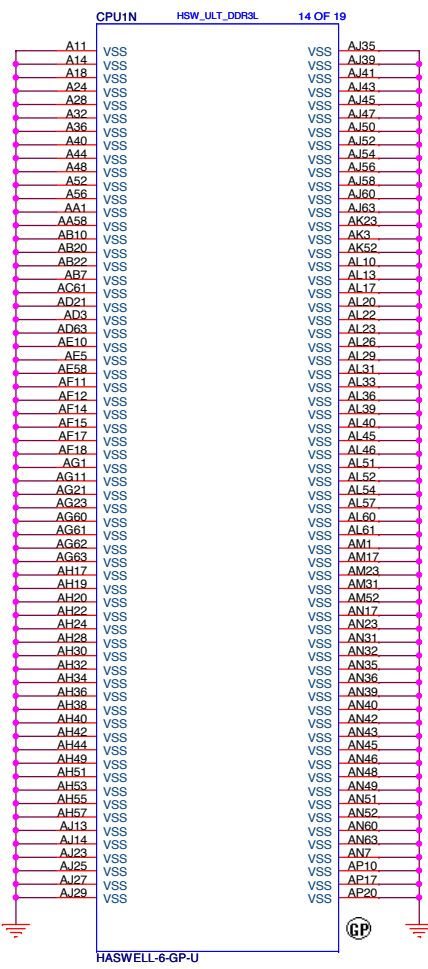 CPU1N HSW_ULT_DDR3L 14 OF 19
A11 VSS VSS AJ35
A14 VSS VSS AJ39
A18 VSS VSS AJ41
A24 VSS VSS AJ43
A28 VSS VSS AJ45
A32 VSS VSS AJ47
A36 VSS VSS AJ50
A40 VSS VSS AJ52
A44 VSS VSS AJ54
A48 VSS VSS AJ56
A52 VSS VSS AJ58
A56 VSS VSS AJ60
AA1 VSS VSS AJ63
AA58 VSS VSS AK23
AB10 VSS VSS AK3
AB20 VSS VSS AK52
AB22 VSS VSS AL10
AB7 VSS VSS AL13
AC61 VSS VSS AL17
AD21 VSS VSS AL20
AD3 VSS VSS AL22
AD63 VSS VSS AL23
AE10 VSS VSS AL26
AE5 VSS VSS AL29
AE58 VSS VSS AL31
AF11 VSS VSS AL33
AF12 VSS VSS AL36
AF14 VSS VSS AL39
AF15 VSS VSS AL40
AF17 VSS VSS AL45
AF18 VSS VSS AL46
AG1 VSS VSS AL51
AG11 VSS VSS AL52
AG21 VSS VSS AL54
AG23 VSS VSS AL57
AG60 VSS VSS AL60
AG61 VSS VSS AL61
AG62 VSS VSS AM1
AG63 VSS VSS AM17
AH17 VSS VSS AM23
AH19 VSS VSS AM31
AH20 VSS VSS AM52
AH22 VSS VSS AN17
AH24 VSS VSS AN23
AH28 VSS VSS AN31
AH30 VSS VSS AN32
AH32 VSS VSS AN35
AH34 VSS VSS AN36
AH36 VSS VSS AN39
AH38 VSS VSS AN40
AH40 VSS VSS AN42
AH42 VSS VSS AN43
AH44 VSS VSS AN45
AH49 VSS VSS AN46
AH51 VSS VSS AN48
AH53 VSS VSS AN49
AH55 VSS VSS AN51
AH57 VSS VSS AN52
AJ13 VSS VSS AN60
AJ14 VSS VSS AN63
AJ23 VSS VSS AN7
AJ25 VSS VSS AP10
AJ27 VSS VSS AP17
AJ29 VSS VSS AP20
GP
HASWELL-6-GP-U